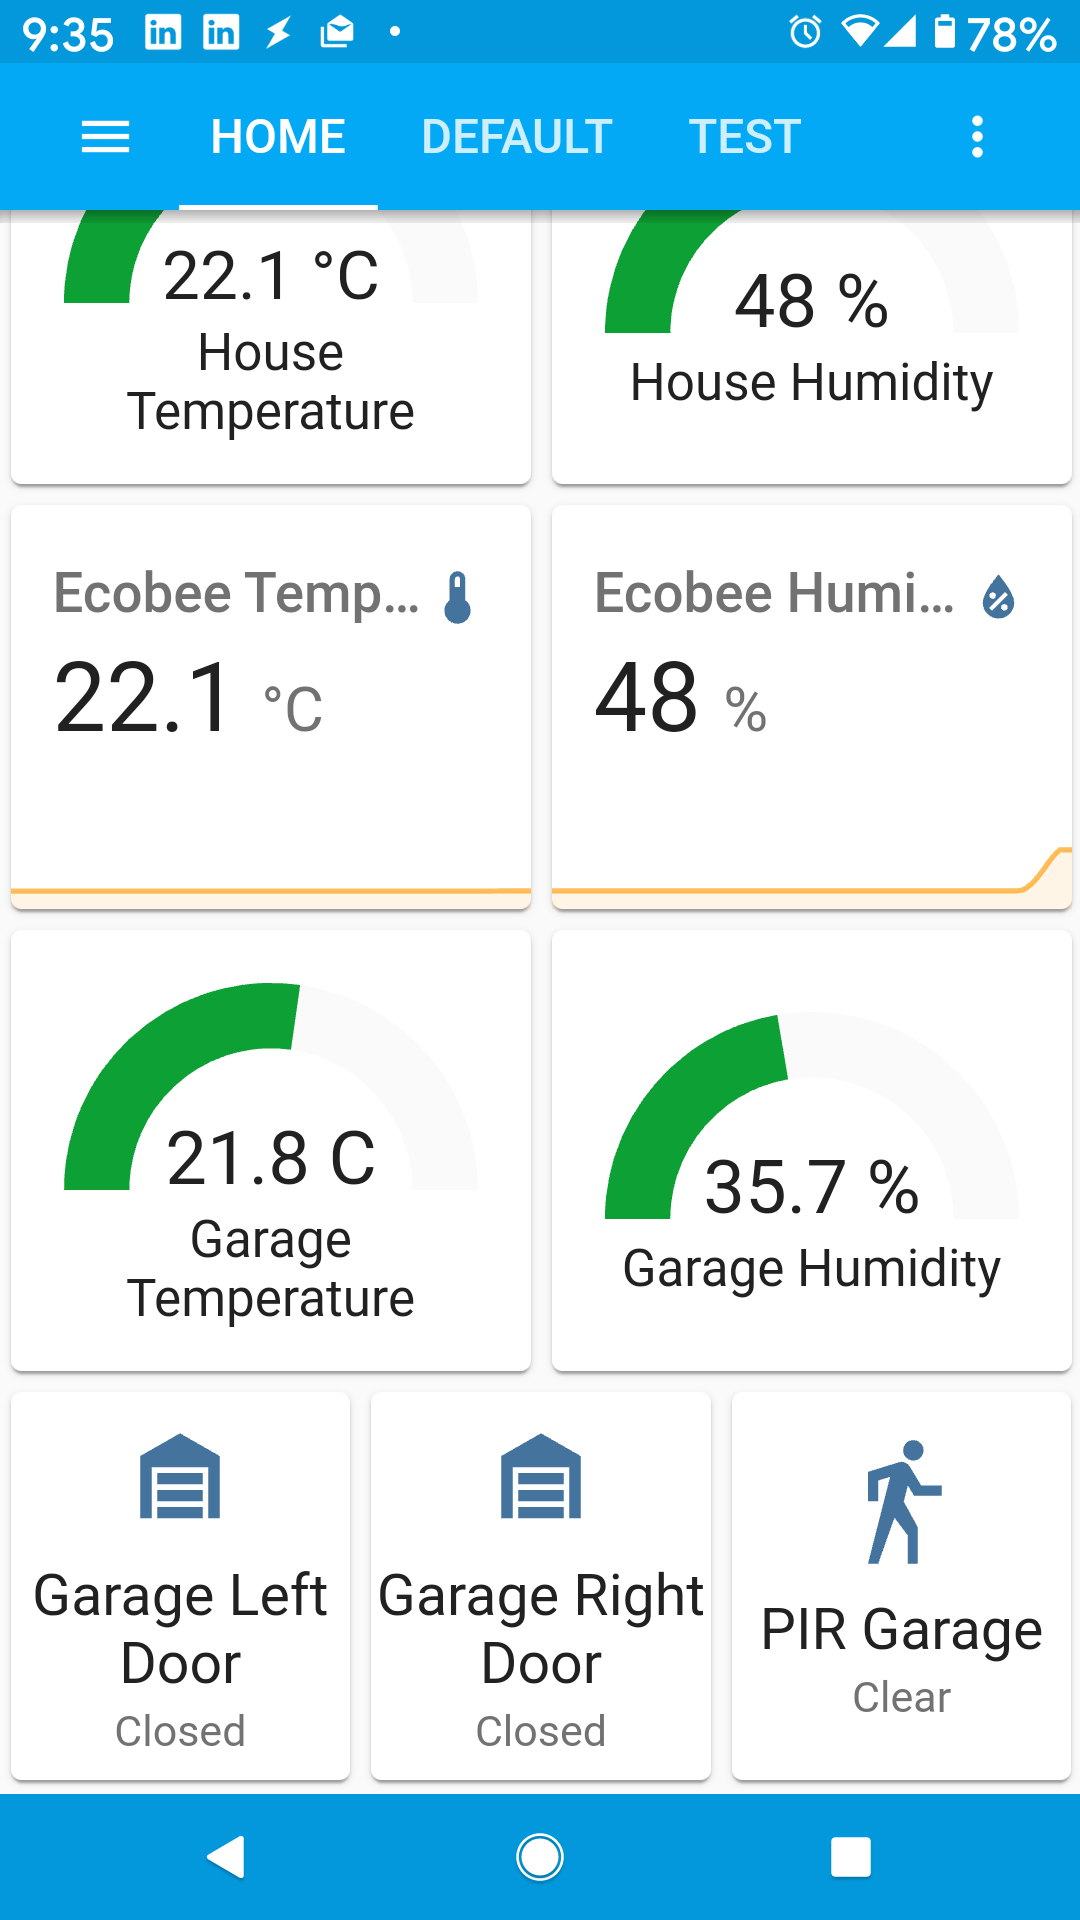 9:35
78%
HOME
DEFAULT
TEST
22.1 °C
House
Temperature
48 %
House Humidity
Ecobee Temp...
22.1 °C
Ecobee Humi...
48 %
21.8 C
Garage
Temperature
35.7 %
Garage Humidity
Garage Left
Door
Closed
Garage Right
Door
Closed
PIR Garage
Clear